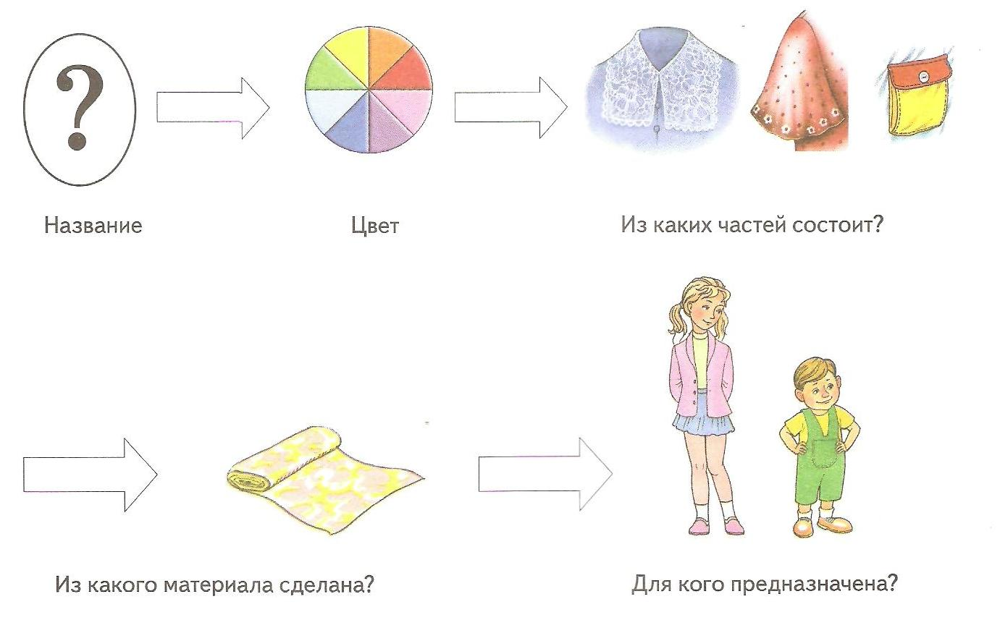 ?
Название
Цвет
Из каких частей состоит?
Из какого материала сделана?
Для кого предназначена?